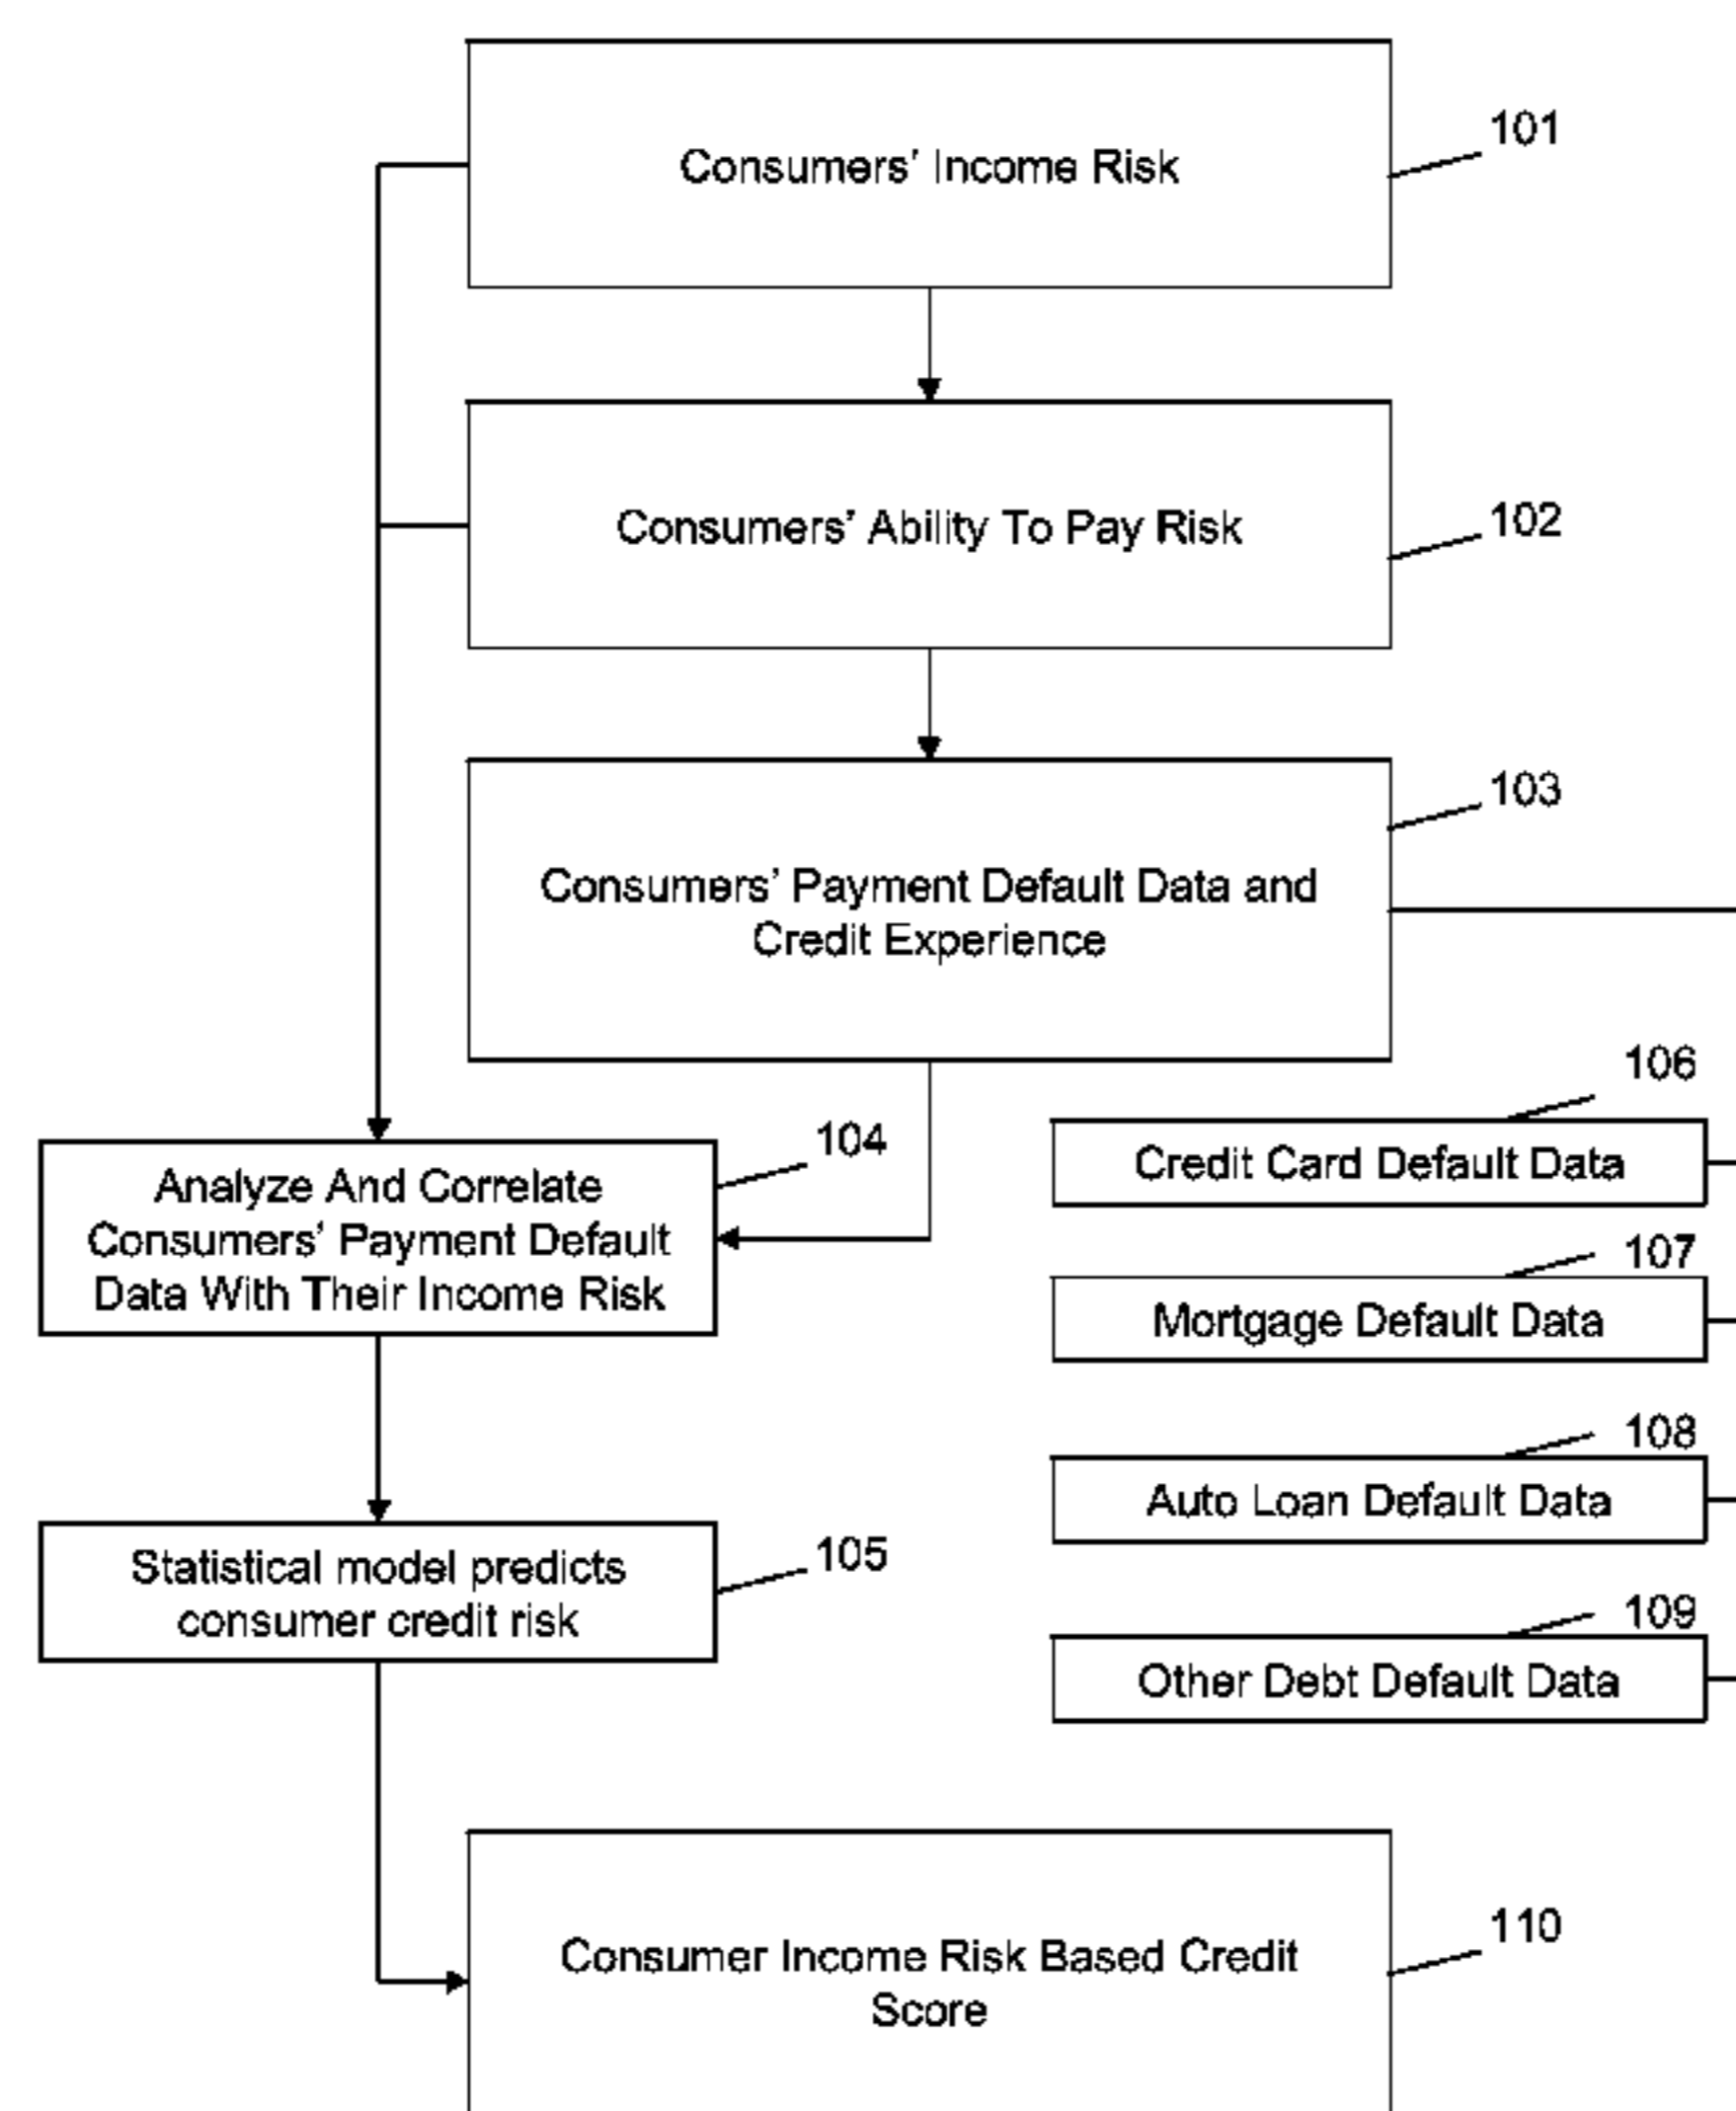 101
Consumers' Income Risk
102
Consumers' Ability To Pay Risk
103
Consumers' Payment Default Data and
Credit Experience
104
Analyze And Correlate
Consumers' Payment Default
Data With Their Income Risk
106
Credit Card Default Data
107
Mortgage Default Data
108
Auto Loan Default Data
105
Statistical model predicts
consumer credit risk
109
Other Debt Default Data
110
Consumer Income Risk Based Credit
Score